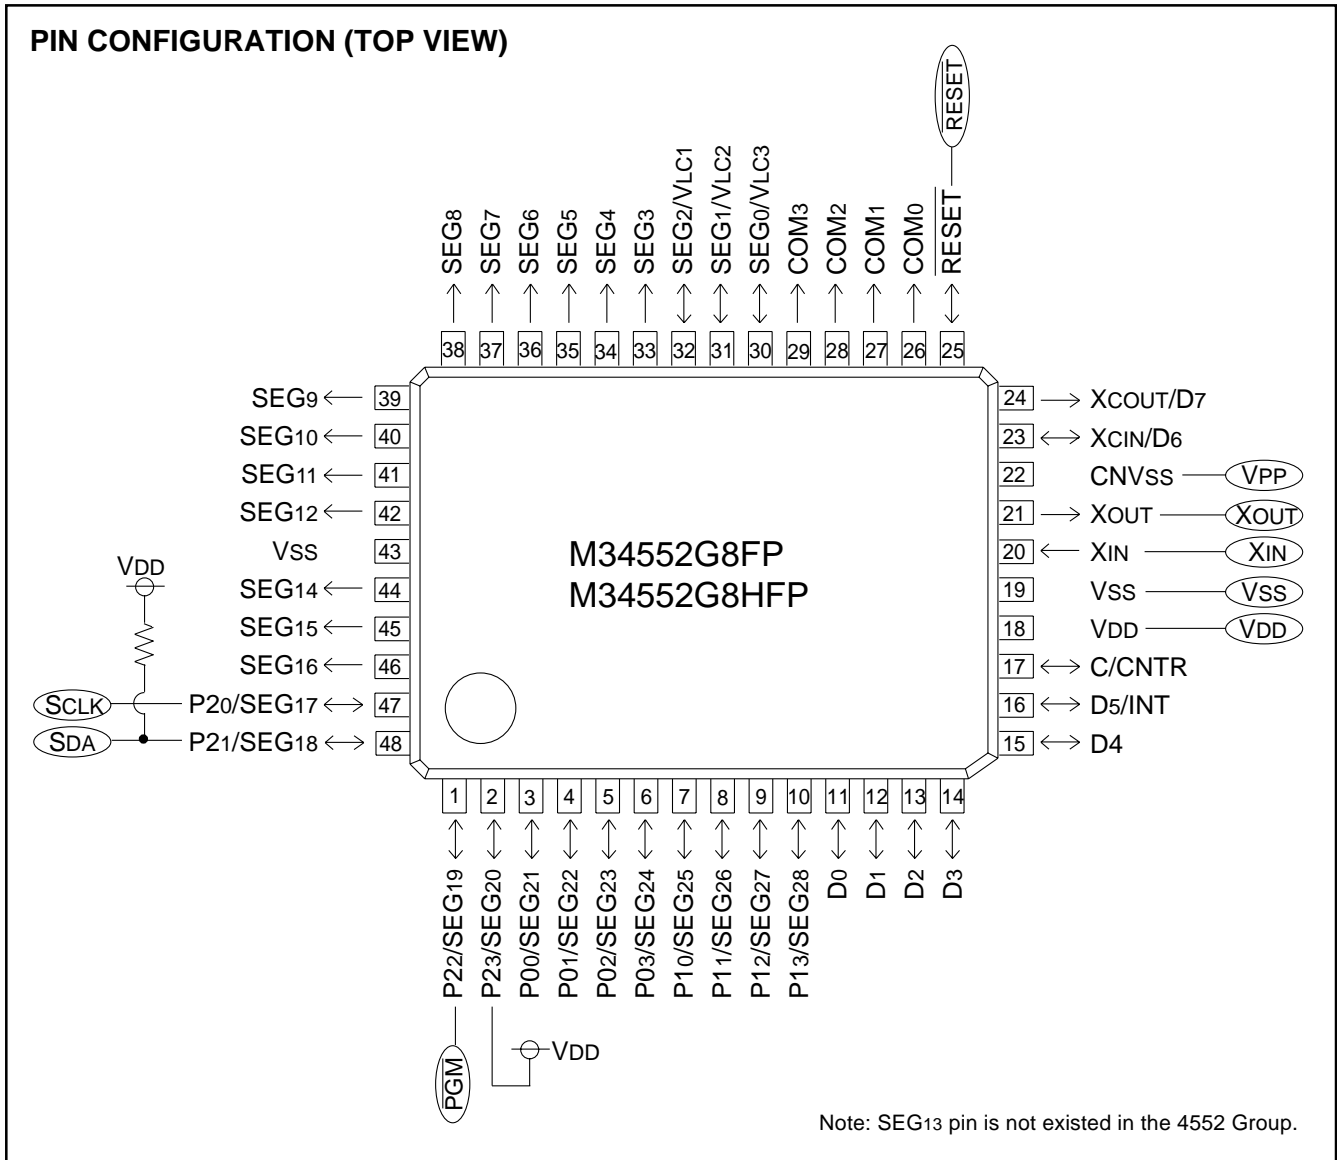 PIN CONFIGURATION (TOP VIEW)
RESET
SEG8
SEG7
SEG6
SEG5
SEG4
SEG3
SEG2/VLC1
SEG1/VLC2
SEG0/VLC3
COM3
COM2
COM1
COM0
RESET
38 37 36 35 34 33 32 31 30 29 28 27 26 25
SEG9 39
SEG10 40
SEG11 41
SEG12 42
VSS 43
SEG14 44
SEG15 45
SEG16 46
SCLK P20/SEG17 47
SDA P21/SEG18 48
VDD
M34552G8FP
M34552G8HFP
24 XCOUT/D7
23 XCIN/D6
22 CNVSS VPP
21 XOUT XOUT
20 XIN XIN
19 VSS VSS
18 VDD VDD
17 C/CNTR
16 D5/INT
15 D4
1 2 3 4 5 6 7 8 9 10 11 12 13 14
P22/SEG19
P23/SEG20
P00/SEG21
P01/SEG22
P02/SEG23
P03/SEG24
P10/SEG25
P11/SEG26
P12/SEG27
P13/SEG28
D0
D1
D2
D3
PGM
VDD
Note: SEG13 pin is not existed in the 4552 Group.